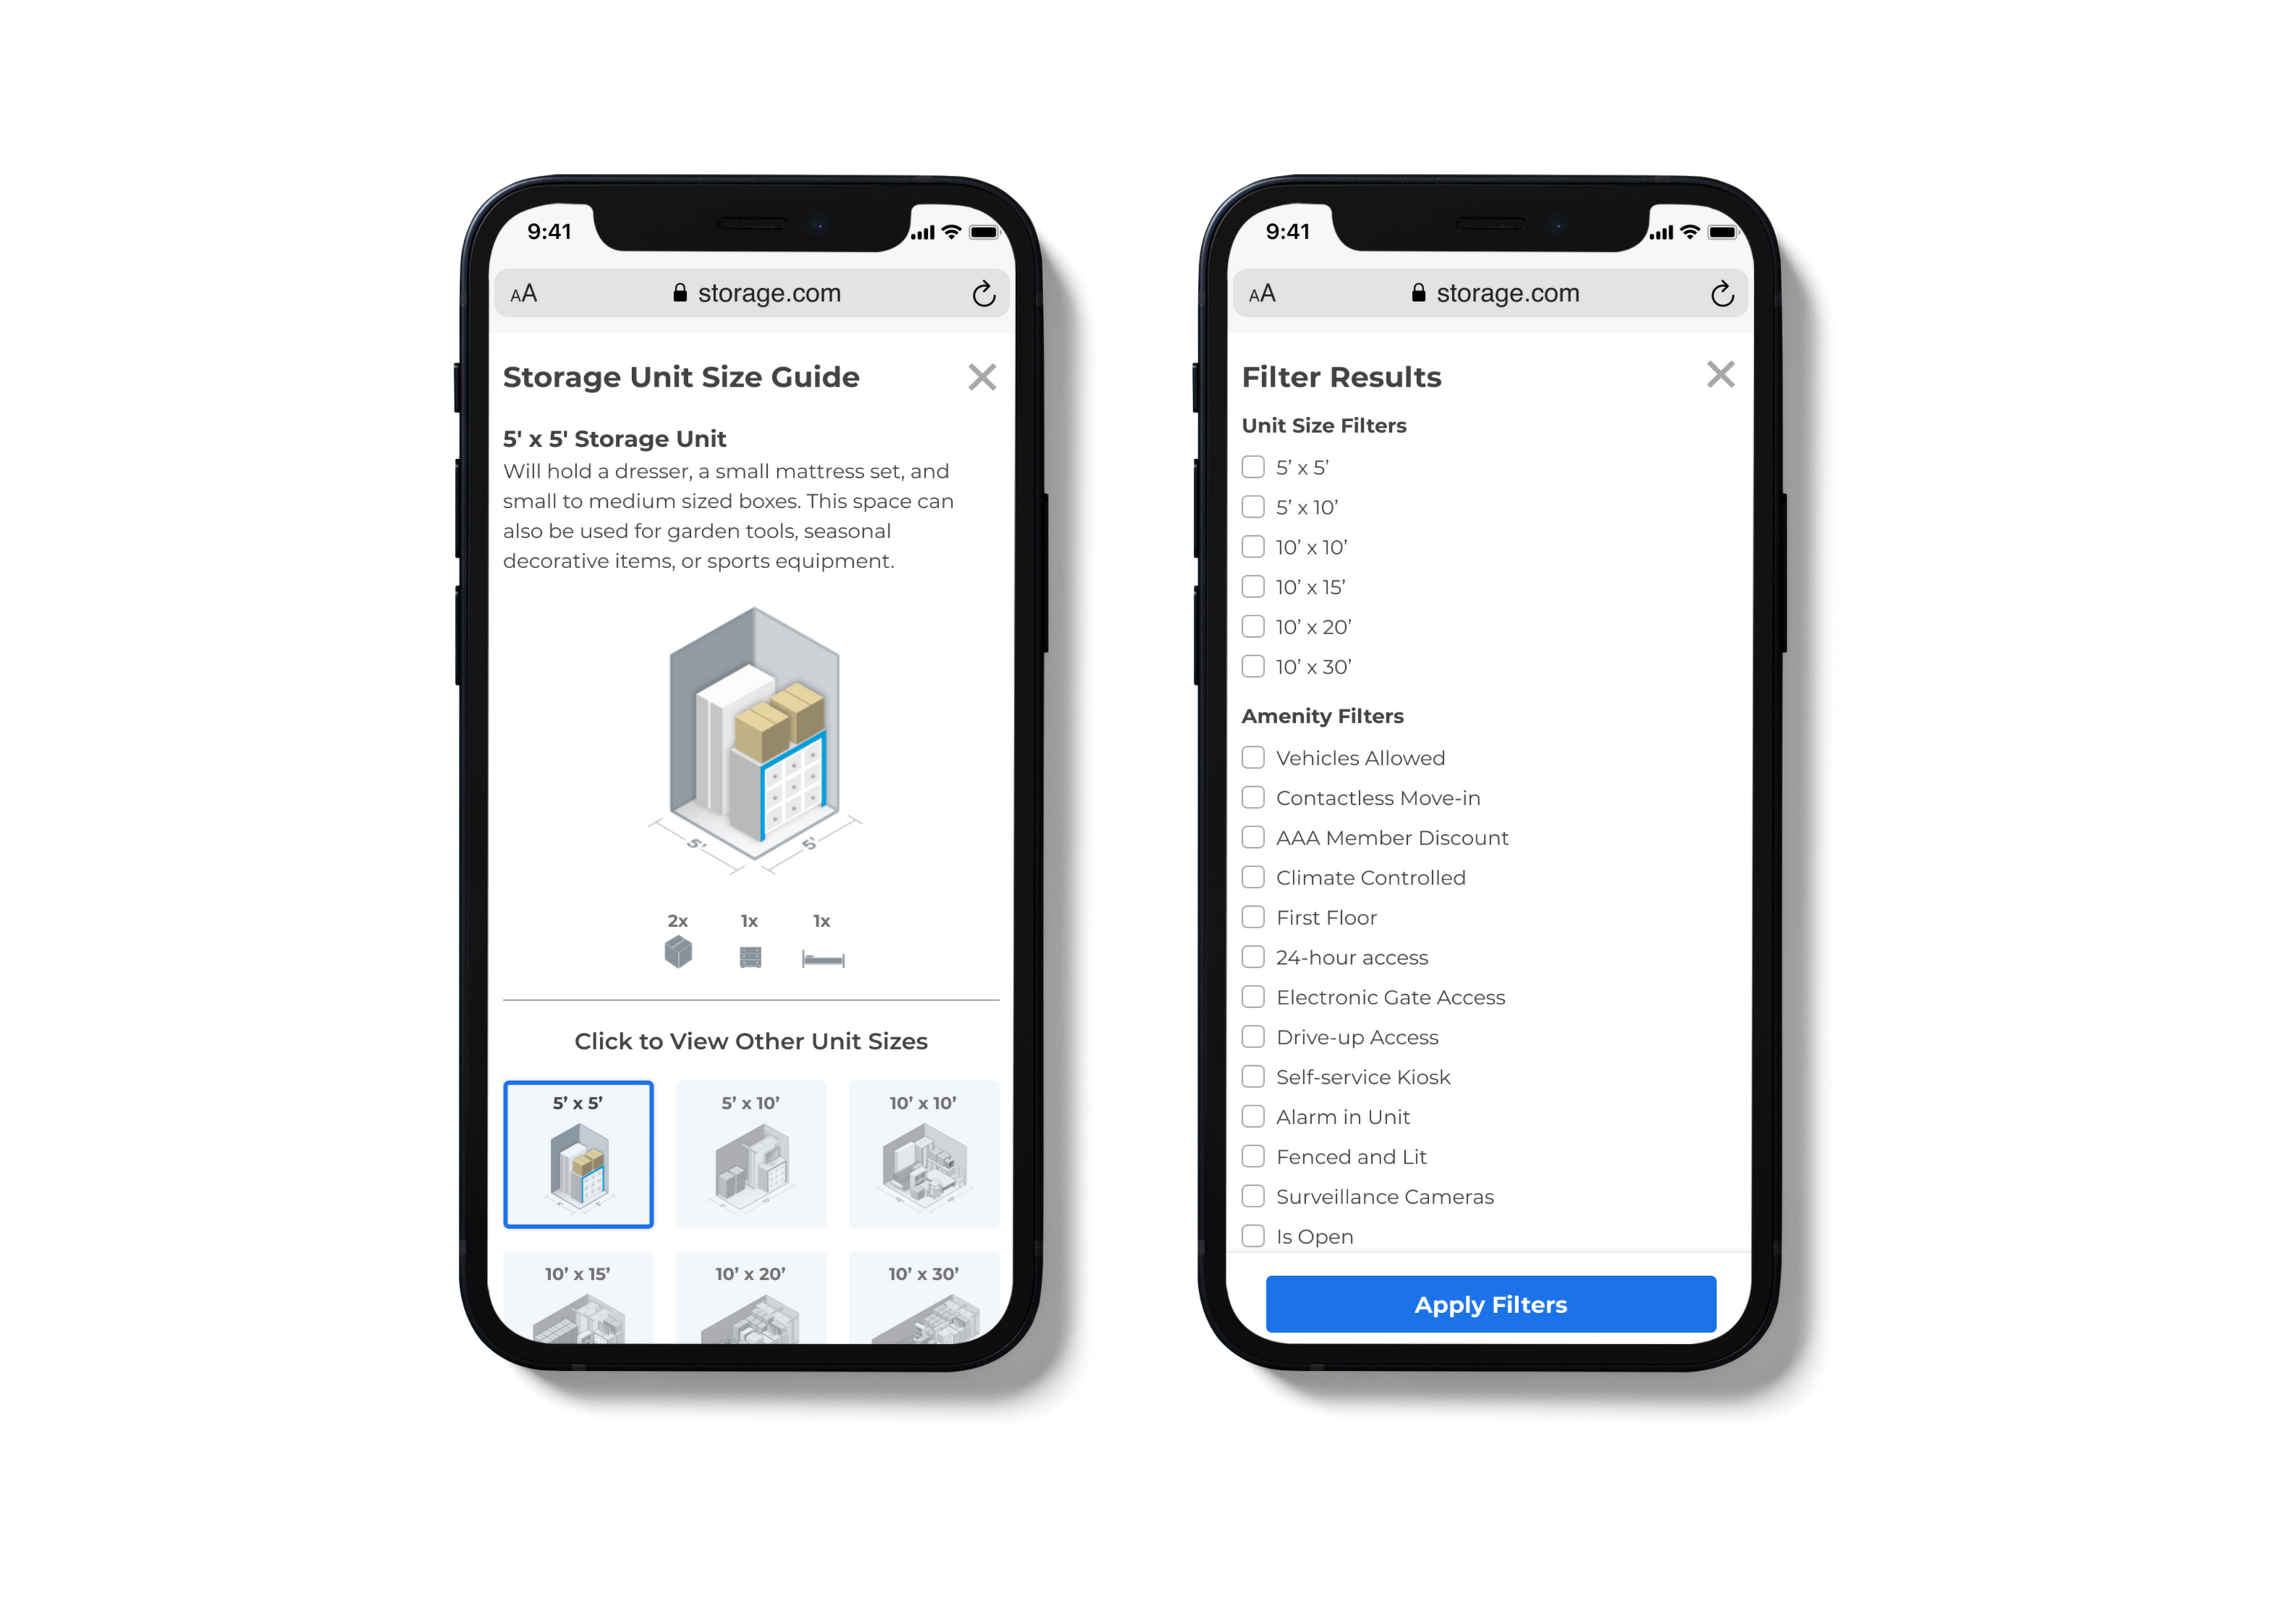 9:41
AA storage.com
Storage Unit Size Guide
5' x 5' Storage Unit
Will hold a dresser, a small mattress set, and
small to medium sized boxes. This space can
also be used for garden tools, seasonal
decorative items, or sports equipment.
5' 5'
2x 1x 1x
Click to View Other Unit Sizes
5’ x 5’ 5’ x 10’ 10’ x 10’
10’ x 15’ 10’ x 20’ 10’ x 30’
9:41
AA storage.com
Filter Results
Unit Size Filters
5’ x 5’
5’ x 10’
10’ x 10’
10’ x 15’
10’ x 20’
10’ x 30’
Amenity Filters
Vehicles Allowed
Contactless Move-in
AAA Member Discount
Climate Controlled
First Floor
24-hour access
Electronic Gate Access
Drive-up Access
Self-service Kiosk
Alarm in Unit
Fenced and Lit
Surveillance Cameras
Is Open
Apply Filters